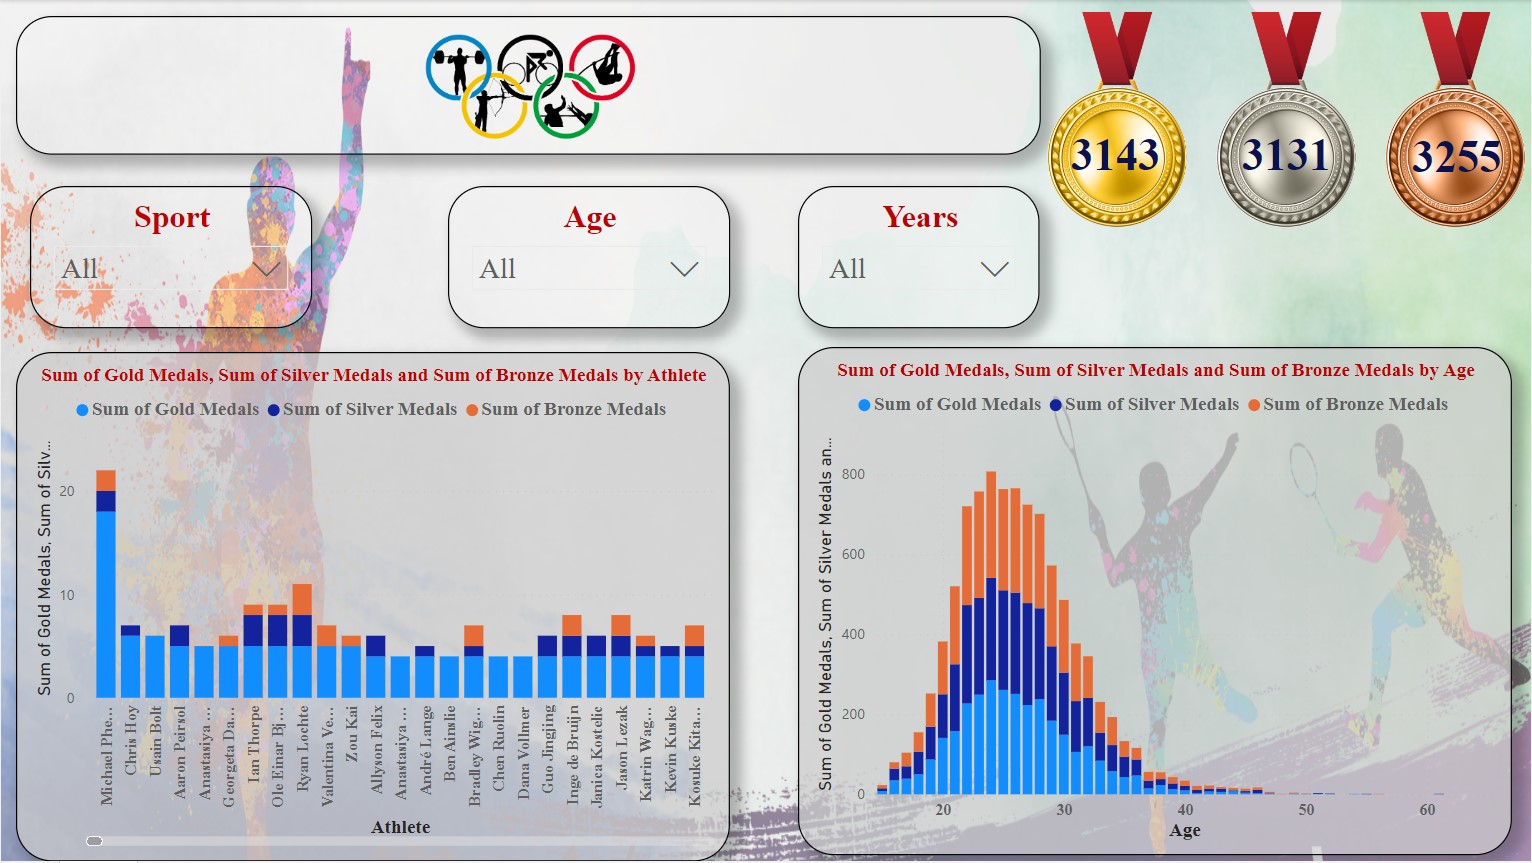 3143
3131
3255
Sport
All
Age
All
Years
All
Sum of Gold Medals, Sum of Silver Medals and Sum of Bronze Medals by Athlete
Sum of Gold Medals Sum of Silver Medals Sum of Bronze Medals
Sum of Gold Medals, Sum of Silv...
20
10
0
Michael Phe...
Chris Hoy
Usain Bolt
Aaron Peirsol
Anastasiya ...
Georgeta Da...
Ian Thorpe
Ole Einar Bj...
Ryan Lochte
Valentina Ve...
Zou Kai
Allyson Felix
Anastasiya ...
André Lange
Ben Ainslie
Bradley Wig...
Chen Ruolin
Dana Vollmer
Guo Jingjing
Inge de Bruijn
Janica Kostelic
Jason Lezak
Katrin Wag...
Kevin Kuske
Kosuke Kita...
Athlete
Sum of Gold Medals, Sum of Silver Medals and Sum of Bronze Medals by Age
Sum of Gold Medals Sum of Silver Medals Sum of Bronze Medals
Sum of Gold Medals, Sum of Silver Medals an...
800
600
400
200
0
20 30 40 50 60
Age